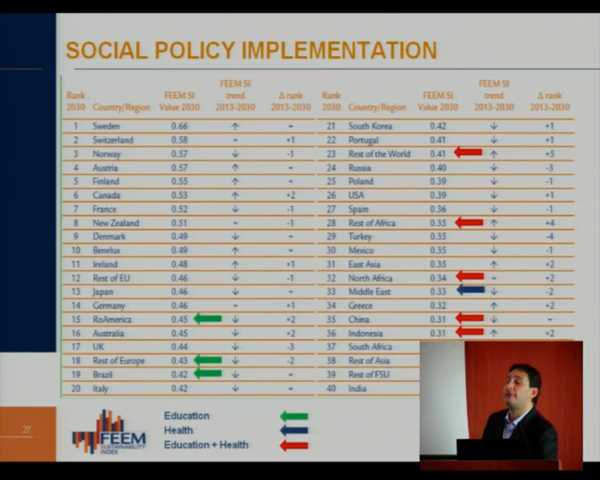 SOCIAL POLICY IMPLEMENTATION
Rank 2030 Country/Region FEEM SI Value 2030 FEEM SI trend 2013-2030 Δ rank 2013-2030 Rank 2030 Country/Region FEEM SI Value 2030 FEEM SI trend 2013-2030 Δ rank 2013-2030
1 Sweden 0.66 ↑ - 21 South Korea 0.42 ↓ +1
2 Switzerland 0.58 - +1 22 Portugal 0.41 ↓ +1
3 Norway 0.57 ↓ -1 23 Rest of the World 0.41 ↑ +5
4 Austria 0.57 ↑ - 24 Russia 0.40 ↓ -3
5 Finland 0.55 ↑ - 25 Poland 0.39 ↓ -1
6 Canada 0.53 ↑ +2 26 USA 0.39 ↓ +1
7 France 0.52 ↓ -1 27 Spain 0.36 ↓ -1
8 New Zealand 0.51 - -1 28 Rest of Africa 0.35 ↑ +4
9 Denmark 0.49 ↓ - 29 Turkey 0.35 ↓ -4
10 Benelux 0.49 ↑ - 30 Mexico 0.35 ↓ -1
11 Ireland 0.48 ↑ +1 31 East Asia 0.35 ↑ +2
12 Rest of EU 0.46 ↓ -1 32 North Africa 0.34 - +2
13 Japan 0.46 ↓ - 33 Middle East 0.33 ↓ -2
14 Germany 0.46 - +1 34 Greece 0.32 ↑ +2
15 RoAmerica 0.45 ↓ +2 35 China 0.31 ↓ -
16 Australia 0.45 ↓ +2 36 Indonesia 0.31 ↑ +2
17 UK 0.44 ↓ -3 37 South Africa
18 Rest of Europe 0.43 ↓ -2 38 Rest of Asia
19 Brazil 0.42 ↓ - 39 Rest of FSU
20 Italy 0.42 ↓ - 40 India
27
FEEM
SUSTAINABILITY
INDEX
Education
Health
Education + Health